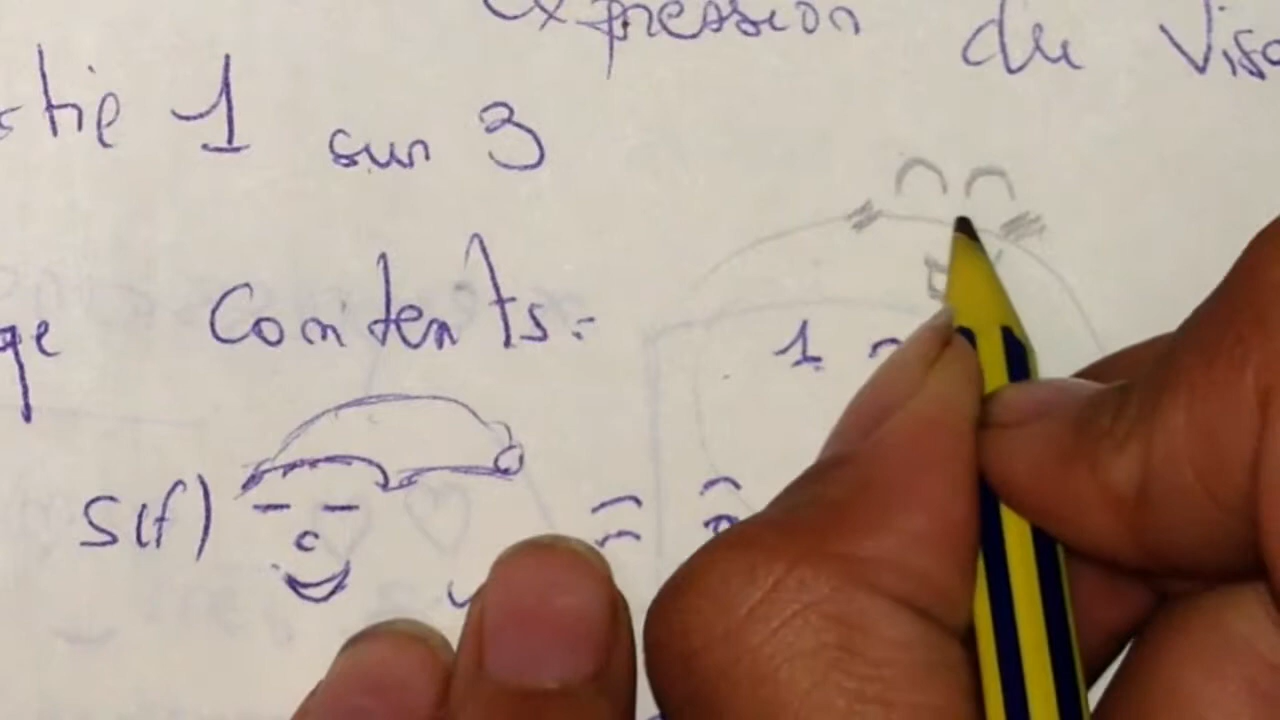 expression du Visa
stie 1 sur 3
ge Contents:
1
S(f)